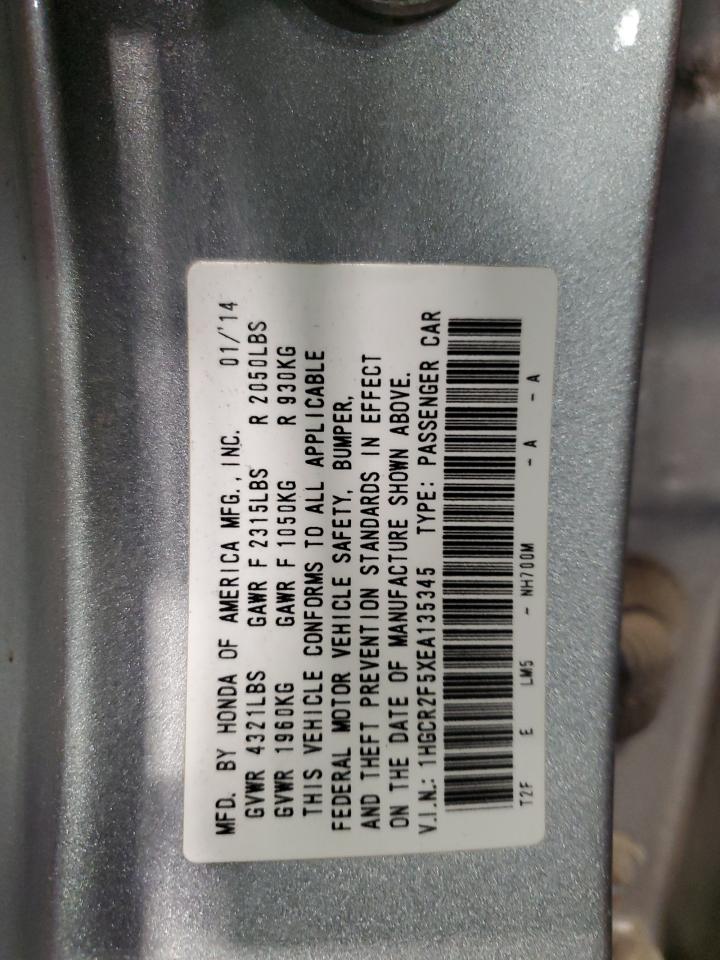 MFD. BY HONDA OF AMERICA MFG., INC. 01/'14
GVWR 4321LBS GAWR F 2315LBS R 2050LBS
GVWR 1960KG GAWR F 1050KG R 930KG
THIS VEHICLE CONFORMS TO ALL APPLICABLE
FEDERAL MOTOR VEHICLE SAFETY, BUMPER,
AND THEFT PREVENTION STANDARDS IN EFFECT
ON THE DATE OF MANUFACTURE SHOWN ABOVE.
V.I.N.: 1HGCR2F5XEA135345 TYPE: PASSENGER CAR
T2F E LM5 - NH700M - A - A